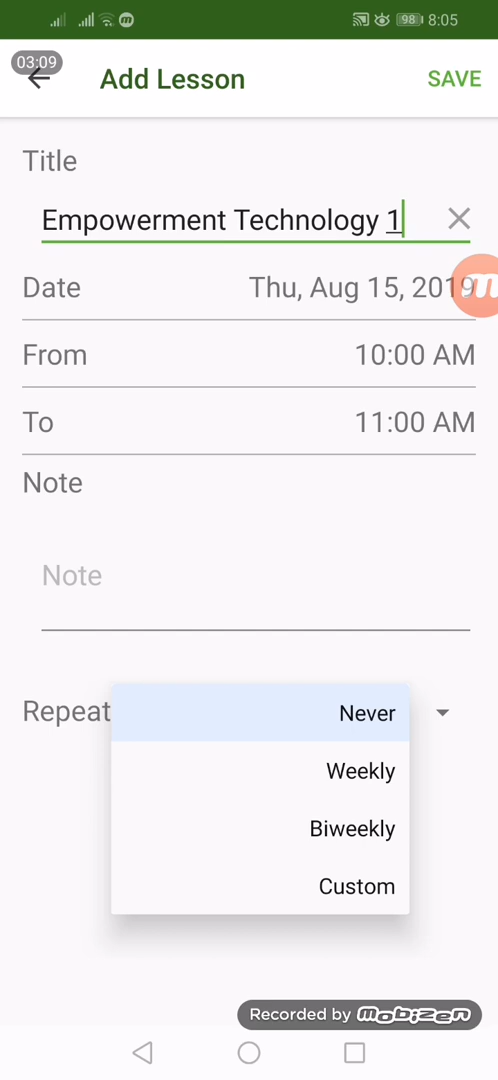 98 8:05
03:09
Add Lesson SAVE
Title
Empowerment Technology 1
Date Thu, Aug 15, 2019
From 10:00 AM
To 11:00 AM
Note
Note
Repeat Never
Weekly
Biweekly
Custom
Recorded by mobizen